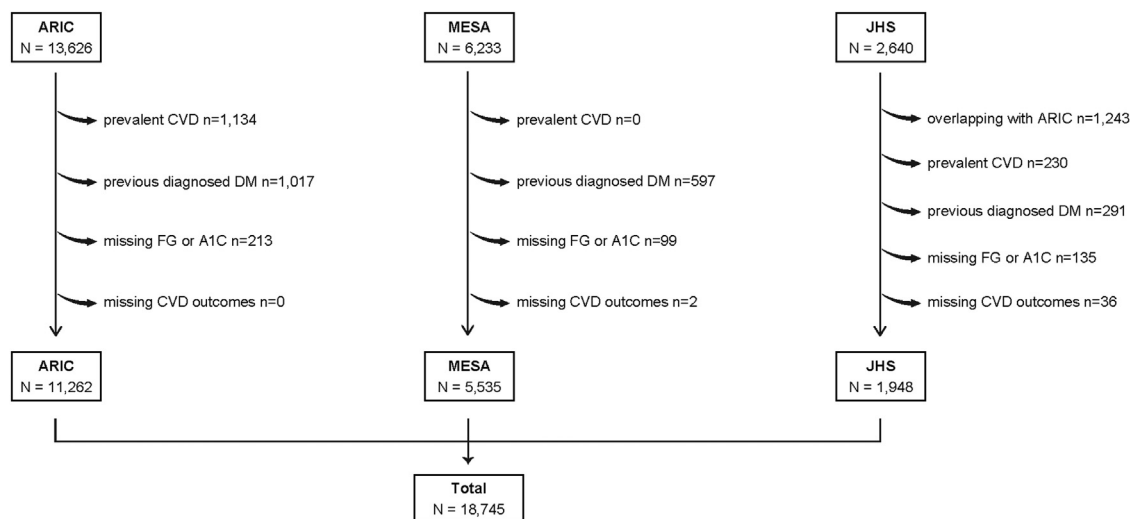 ARIC
N = 13,626
prevalent CVD n=1,134
previous diagnosed DM n=1,017
missing FG or A1C n=213
missing CVD outcomes n=0
ARIC
N = 11,262
MESA
N = 6,233
prevalent CVD n=0
previous diagnosed DM n=597
missing FG or A1C n=99
missing CVD outcomes n=2
MESA
N = 5,535
JHS
N = 2,640
overlapping with ARIC n=1,243
prevalent CVD n=230
previous diagnosed DM n=291
missing FG or A1C n=135
missing CVD outcomes n=36
JHS
N = 1,948
Total
N = 18,745